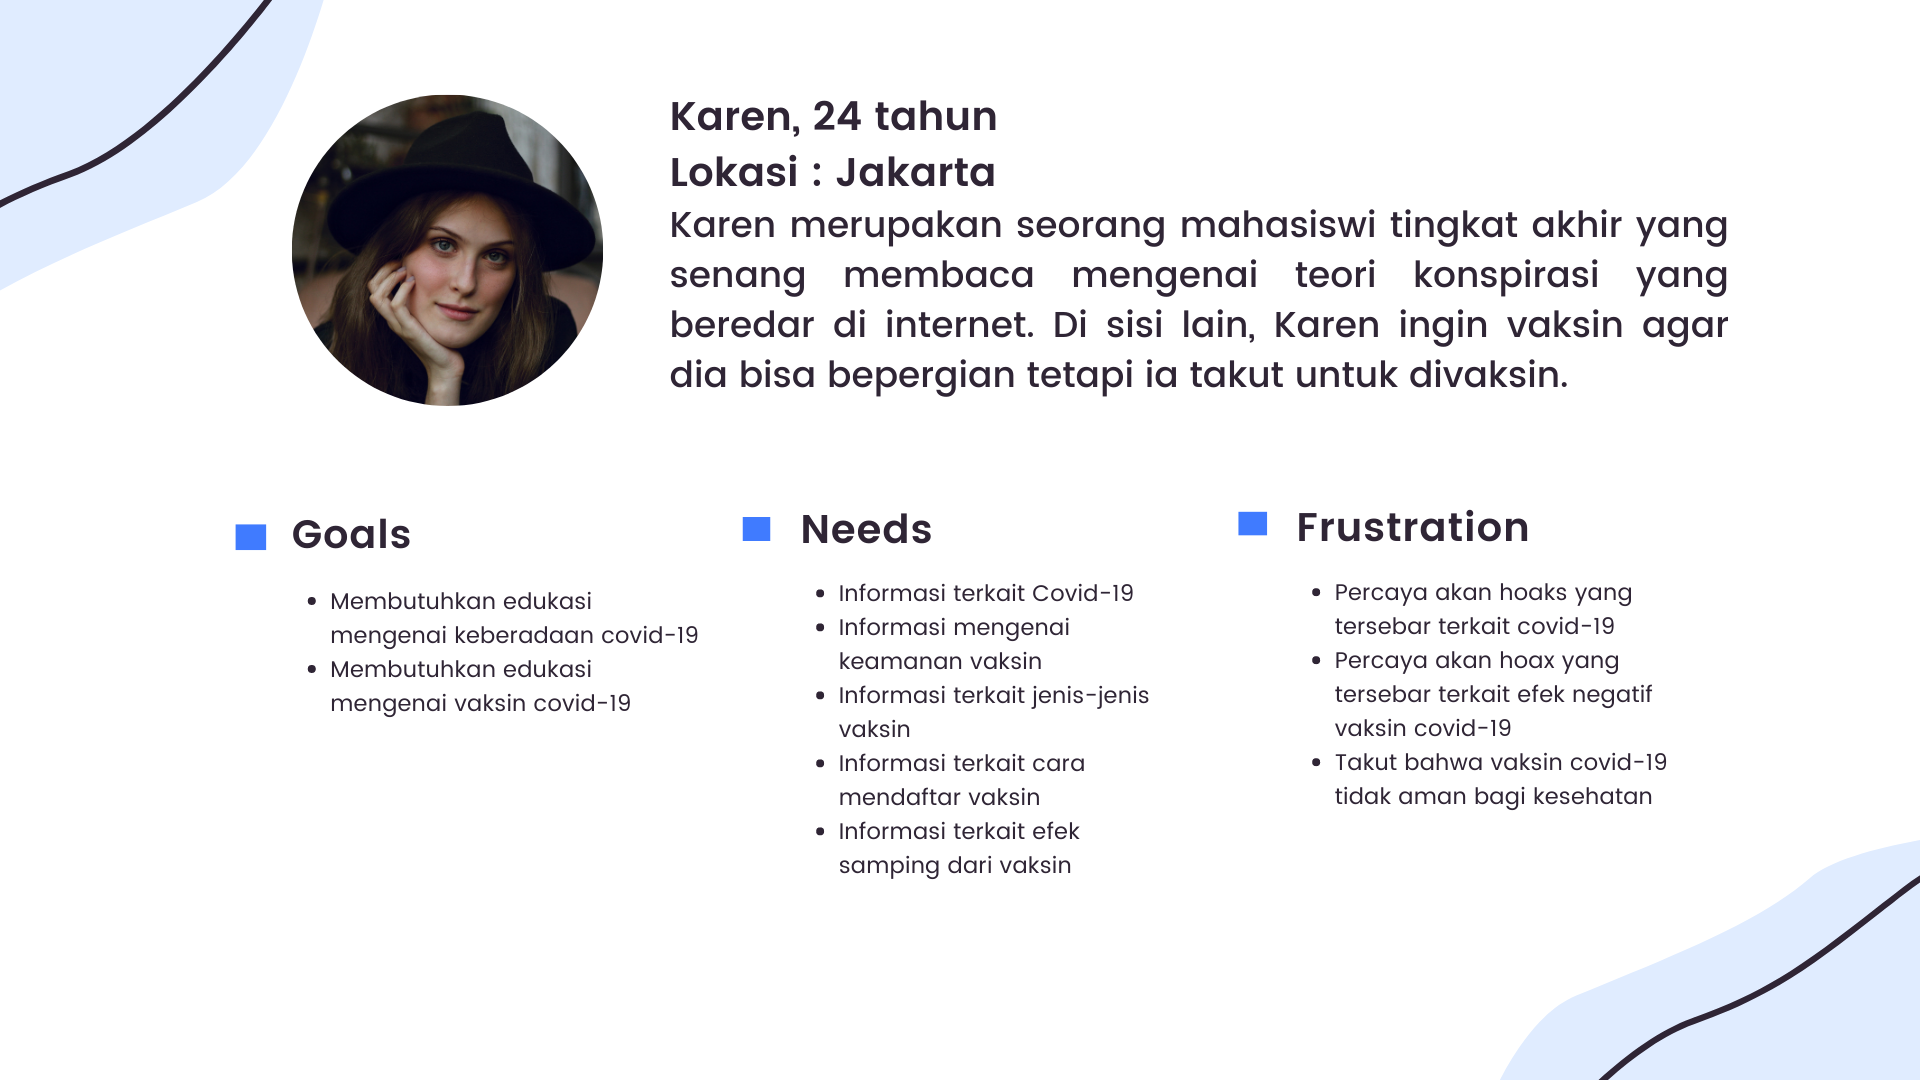 Karen, 24 tahun
Lokasi : Jakarta
Karen merupakan seorang mahasiswi tingkat akhir yang
senang membaca mengenai teori konspirasi yang
beredar di internet. Di sisi lain, Karen ingin vaksin agar
dia bisa bepergian tetapi ia takut untuk divaksin.
Goals
• Membutuhkan edukasi
mengenai keberadaan covid-19
• Membutuhkan edukasi
mengenai vaksin covid-19
Needs
• Informasi terkait Covid-19
• Informasi mengenai
keamanan vaksin
• Informasi terkait jenis-jenis
vaksin
• Informasi terkait cara
mendaftar vaksin
• Informasi terkait efek
samping dari vaksin
Frustration
• Percaya akan hoaks yang
tersebar terkait covid-19
• Percaya akan hoax yang
tersebar terkait efek negatif
vaksin covid-19
• Takut bahwa vaksin covid-19
tidak aman bagi kesehatan